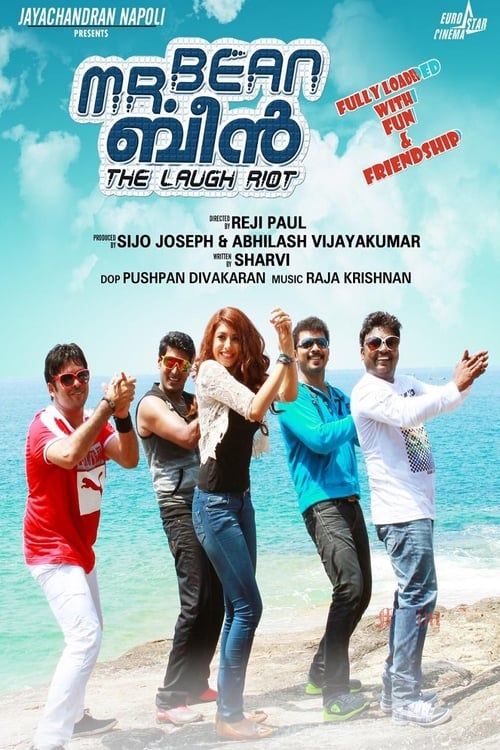 JAYACHANDRAN NAPOLI
PRESENTS
EURO STAR
CINEMA
MR. BEAN
ബീൻ
THE LAUGH RIOT
FULLY LOADED
WITH
FUN
&
FRIENDSHIP
DIRECTED BY REJI PAUL
PRODUCED BY SIJO JOSEPH & ABHILASH VIJAYAKUMAR
WRITTEN BY SHARVI
DOP PUSHPAN DIVAKARAN MUSIC RAJA KRISHNAN